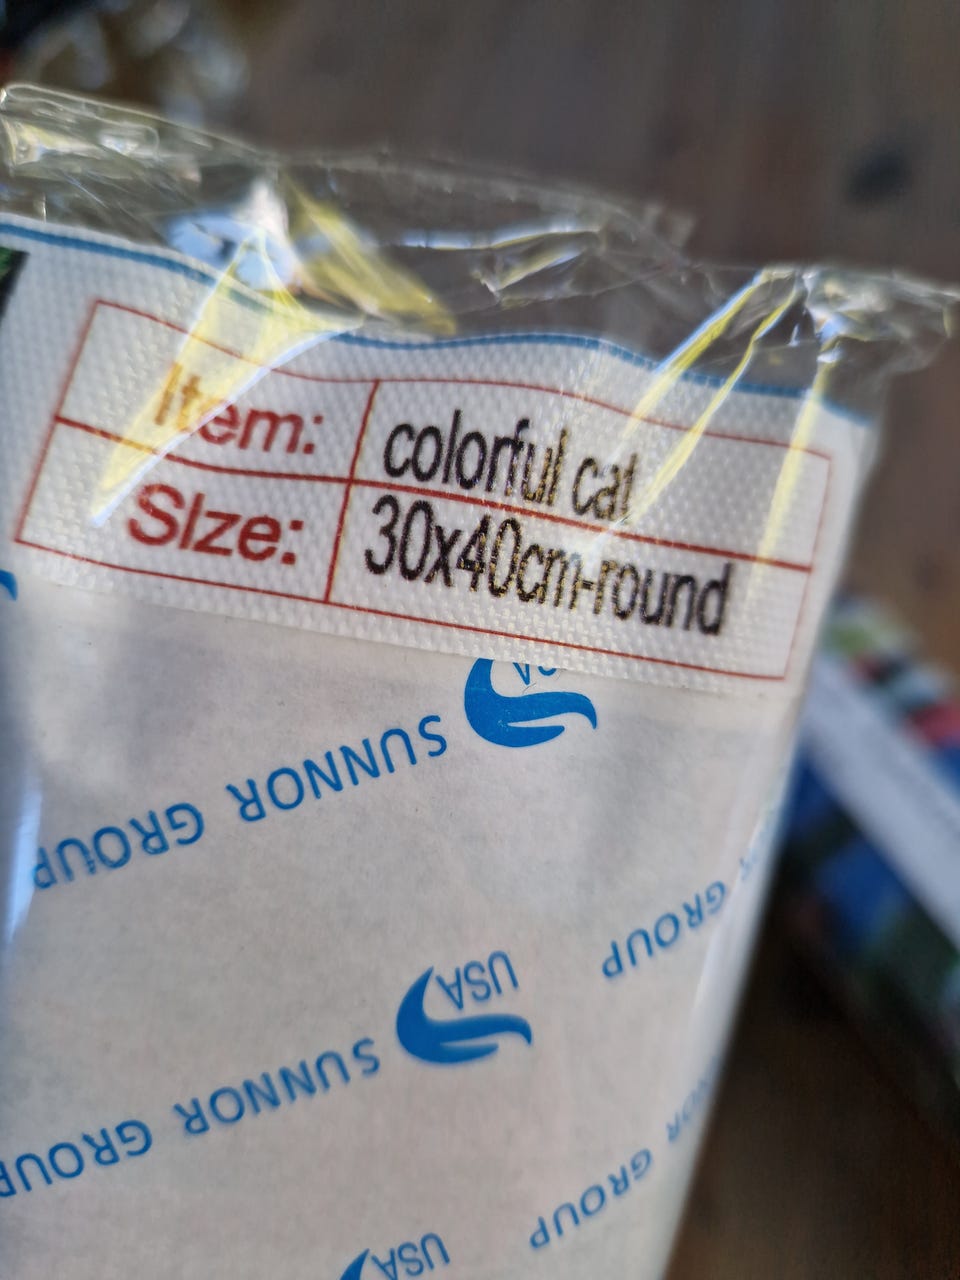 Item: colorful cat
SIze: 30x40cm-round
USA
SUNNOR GROUP
GROUP
USA
SUNNOR GROUP
GROUP
USA